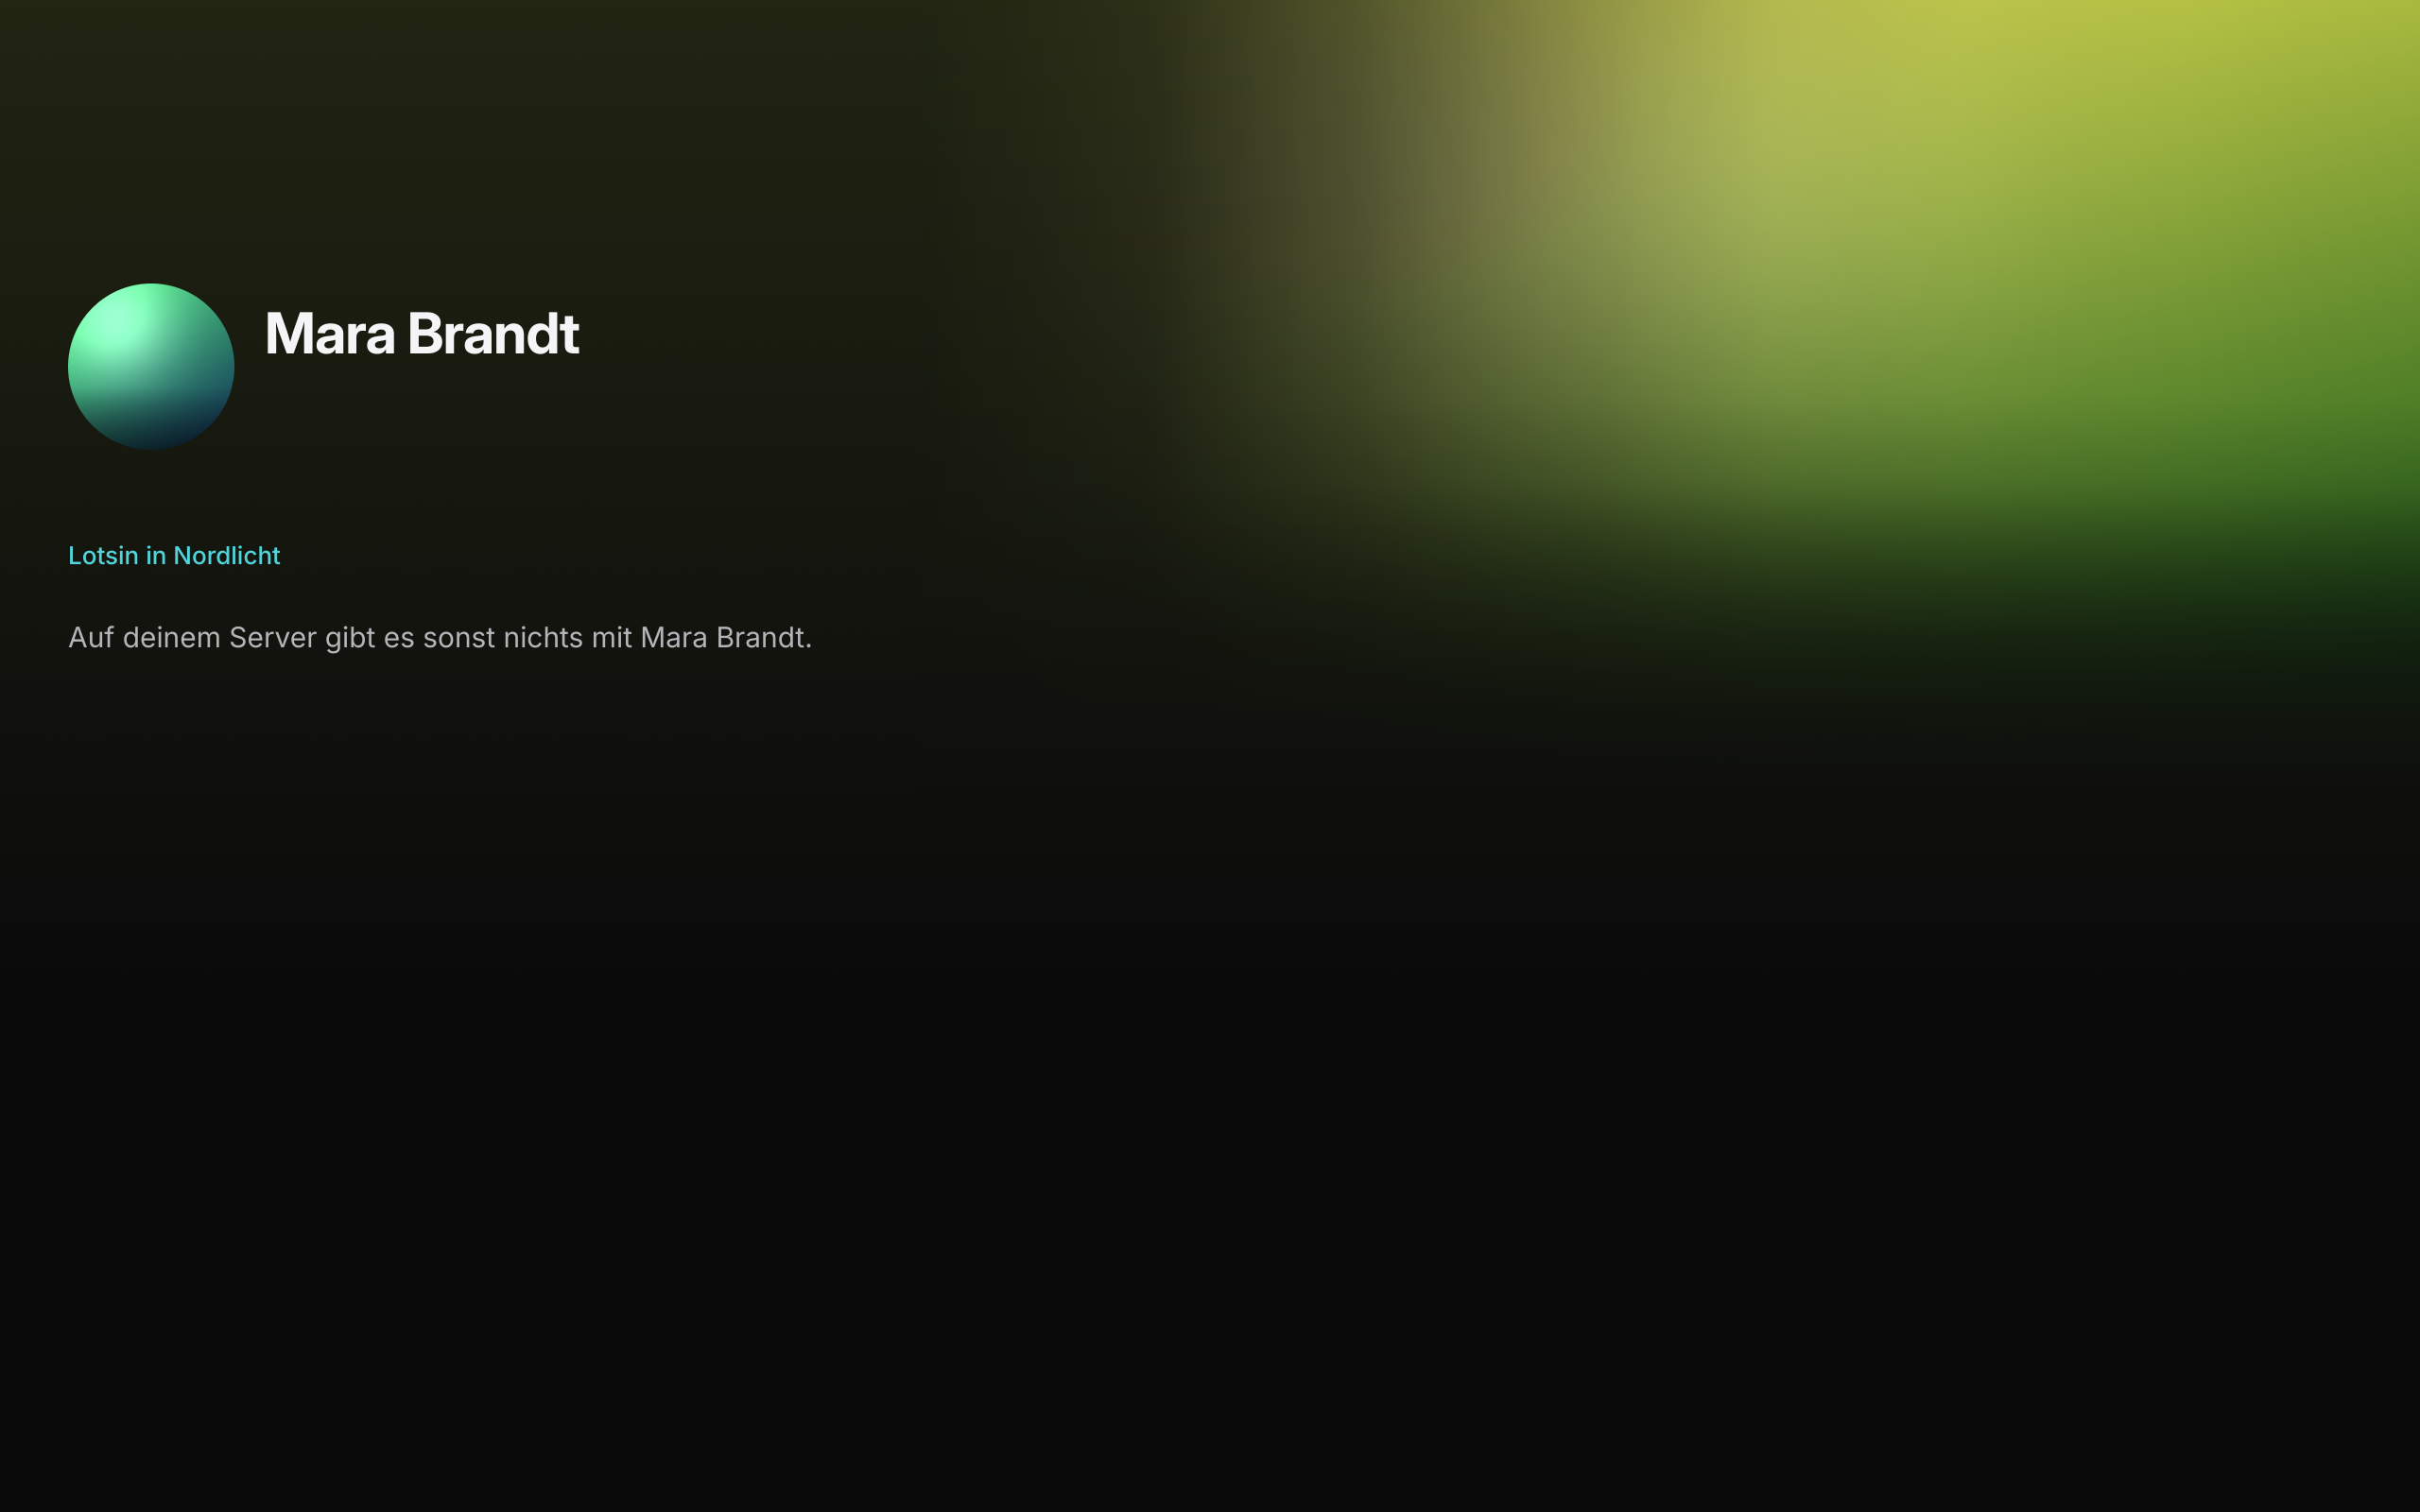 Mara Brandt
Lotsin in Nordlicht
Auf deinem Server gibt es sonst nichts mit Mara Brandt.